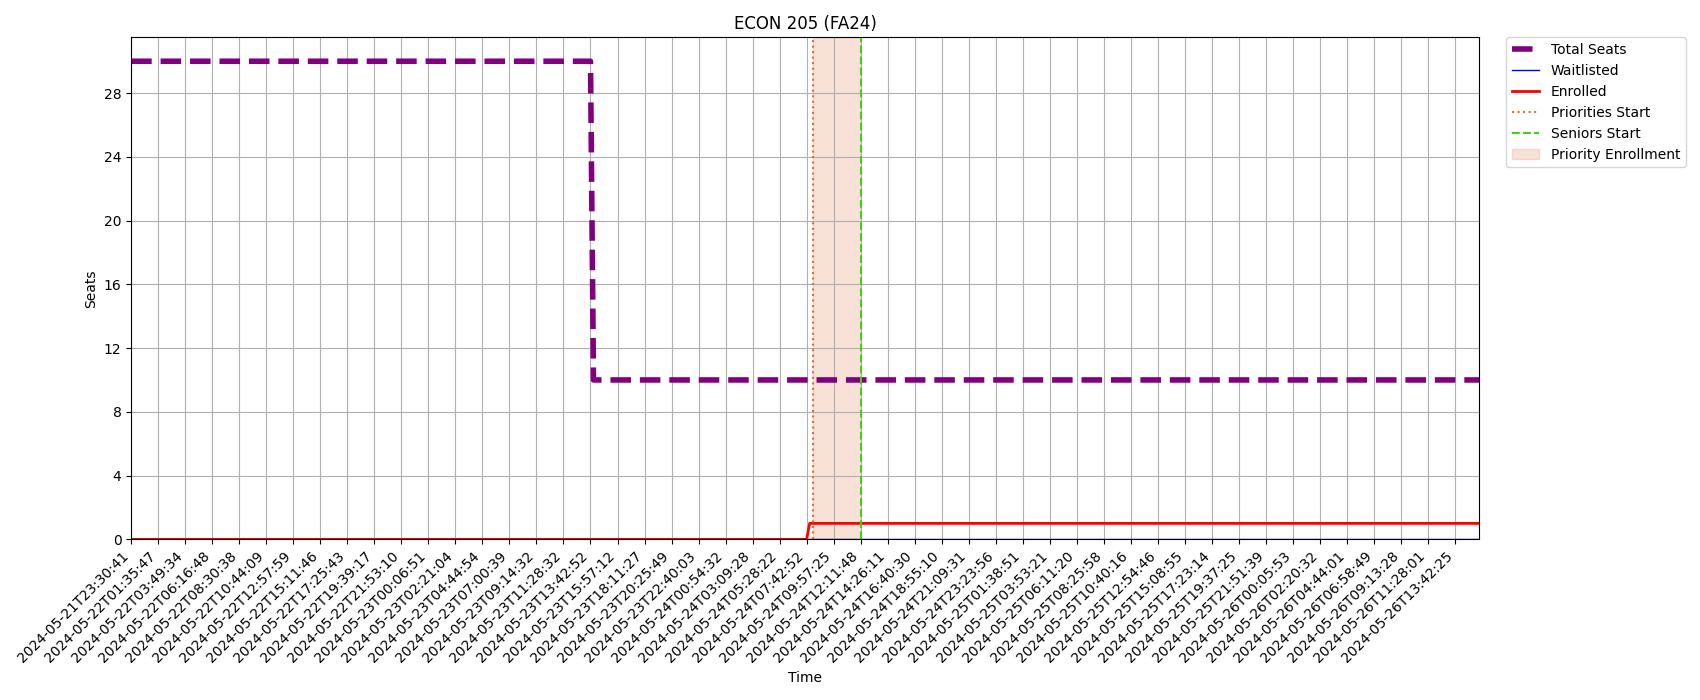 ECON 205 (FA24)
Total Seats
Waitlisted
Enrolled
Priorities Start
Seniors Start
Priority Enrollment
Seats
28
24
20
16
12
8
4
0
2024-05-21T23:30:41
2024-05-22T01:35:47
2024-05-22T03:49:34
2024-05-22T06:16:48
2024-05-22T08:30:38
2024-05-22T10:44:09
2024-05-22T12:57:59
2024-05-22T15:11:46
2024-05-22T17:25:43
2024-05-22T19:39:17
2024-05-22T21:53:10
2024-05-23T00:06:51
2024-05-23T02:21:04
2024-05-23T04:44:54
2024-05-23T07:00:39
2024-05-23T09:14:32
2024-05-23T11:28:32
2024-05-23T13:42:52
2024-05-23T15:57:12
2024-05-23T18:11:27
2024-05-23T20:25:49
2024-05-23T22:40:03
2024-05-24T00:54:32
2024-05-24T03:09:28
2024-05-24T05:28:22
2024-05-24T07:42:52
2024-05-24T09:57:25
2024-05-24T12:11:48
2024-05-24T14:26:11
2024-05-24T16:40:30
2024-05-24T18:55:10
2024-05-24T21:09:31
2024-05-24T23:23:56
2024-05-25T01:38:51
2024-05-25T03:53:21
2024-05-25T06:11:20
2024-05-25T08:25:58
2024-05-25T10:40:16
2024-05-25T12:54:46
2024-05-25T15:08:55
2024-05-25T17:23:14
2024-05-25T19:37:25
2024-05-25T21:51:39
2024-05-26T00:05:53
2024-05-26T02:20:32
2024-05-26T04:44:01
2024-05-26T06:58:49
2024-05-26T09:13:28
2024-05-26T11:28:01
2024-05-26T13:42:25
Time